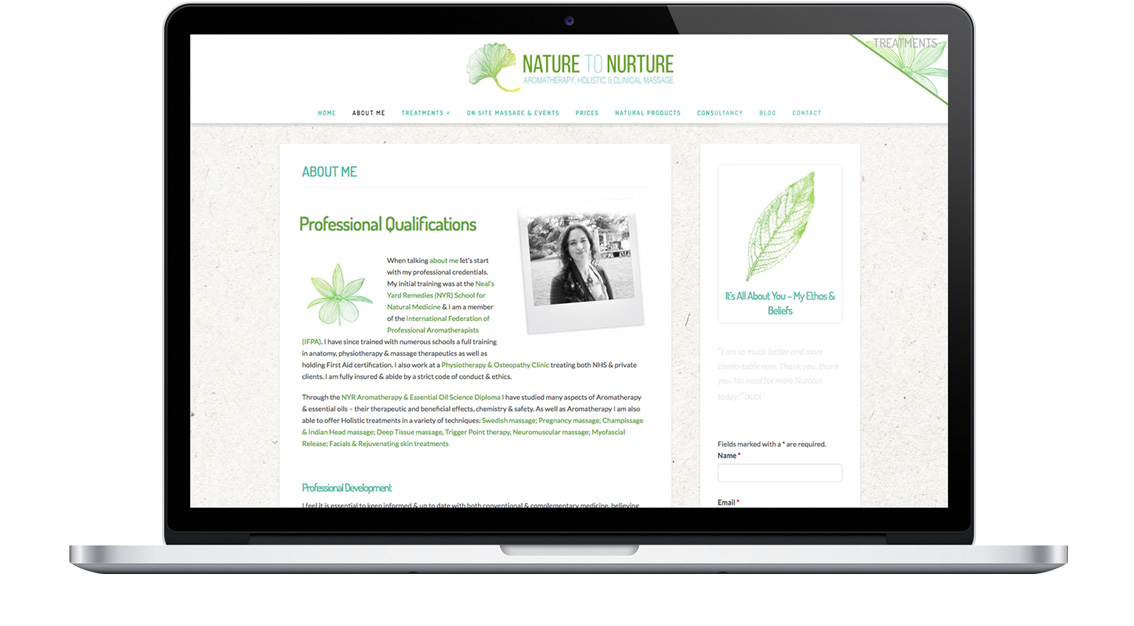 TREATMENTS
NATURE TO NURTURE
AROMATHERAPY, HOLISTIC & CLINICAL MASSAGE
HOME ABOUT ME TREATMENTS ON SITE MASSAGE & EVENTS PRICES NATURAL PRODUCTS CONSULTANCY BLOG CONTACT
ABOUT ME
Professional Qualifications
When talking about me let's start
with my professional credentials.
My initial training was at the Neal's
Yard Remedies (NYR) School for
Natural Medicine & I am a member
of the International Federation of
Professional Aromatherapists
(IFPA). I have since trained with numerous schools a full training
in anatomy, physiotherapy & massage therapeutics as well as
holding First Aid certification. I also work at a Physiotherapy & Osteopathy Clinic treating both NHS & private
clients. I am fully insured & abide by a strict code of conduct & ethics.
Through the NYR Aromatherapy & Essential Oil Science Diploma I have studied many aspects of Aromatherapy
& essential oils – their therapeutic and beneficial effects, chemistry & safety. As well as Aromatherapy I am also
able to offer Holistic treatments in a variety of techniques: Swedish massage; Pregnancy massage; Champissage
& Indian Head massage; Deep Tissue massage, Trigger Point therapy, Neuromuscular massage; Myofascial
Release; Facials & Rejuvenating skin treatments
Professional Development
I feel it is essential to keep informed & up to date with both conventional & complementary medicine, believing
It's All About You – My Ethos &
Beliefs
"I am so much better and more
comfortable now. Thank you, thank
you. No need for more Nurofen
today!" (K.O)
Fields marked with a * are required.
Name *
Email *